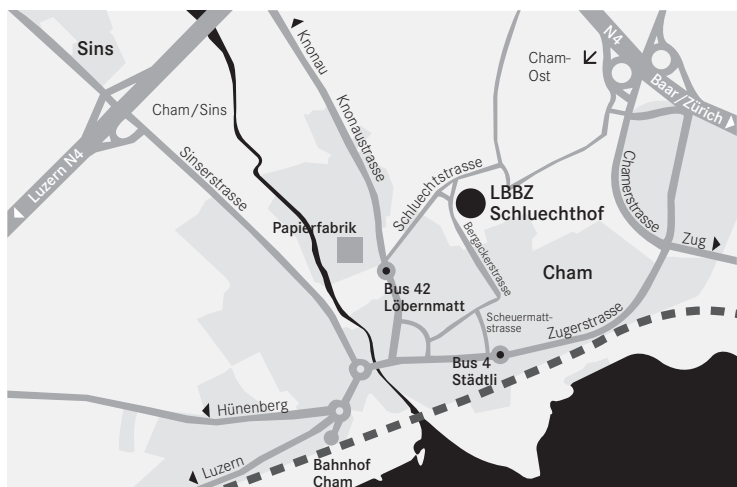 Sins
Knonau
N4
Cham-
Ost
Baar/Zürich
Cham/Sins
Knonaustrasse
Luzern N4
Sinserstrasse
Schluechtstrasse
Chamerstrasse
LBBZ
Schluechthof
Papierfabrik
Bergackerstrasse
Zug
Cham
Bus 42
Löbernmatt
Scheuermatt-
strasse
Zugerstrasse
Bus 4
Städtli
Hünenberg
Luzern
Bahnhof
Cham